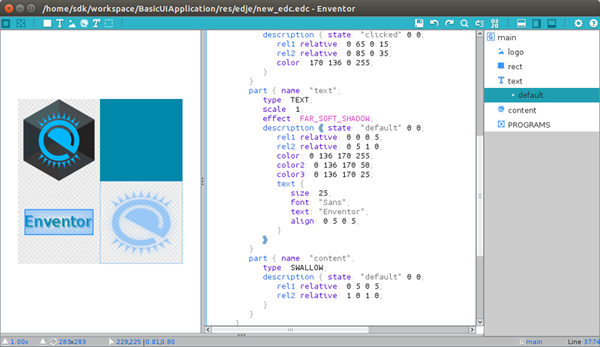 /home/sdk/workspace/BasicUIApplication/res/edje/new_edc.edc - Enventor
description { state: "clicked" 0 0;
rel1 relative: 0 65 0 15;
rel2 relative: 0 85 0 35;
color: 170 136 0 255;
}
}
part { name: "text";
type: TEXT;
scale: 1;
effect: FAR_SOFT_SHADOW;
description { state: "default" 0 0;
rel1 relative: 0 0 0 5;
rel2 relative: 0 5 1 0;
color: 0 136 170 255;
color2: 0 136 170 50;
color3: 0 136 170 25;
text {
size: 25;
font: "Sans";
text: "Enventor";
align: 0 5 0 5;
}
}
}
part { name: "content";
type: SWALLOW;
description { state: "default" 0 0;
rel1 relative: 0 5 0 5;
rel2 relative: 1 0 1 0;
}
}
main
logo
rect
text
default
content
PROGRAMS
Enventor
1.00x
283x283
229,225 |0.81,0.80
main
Line 37:74